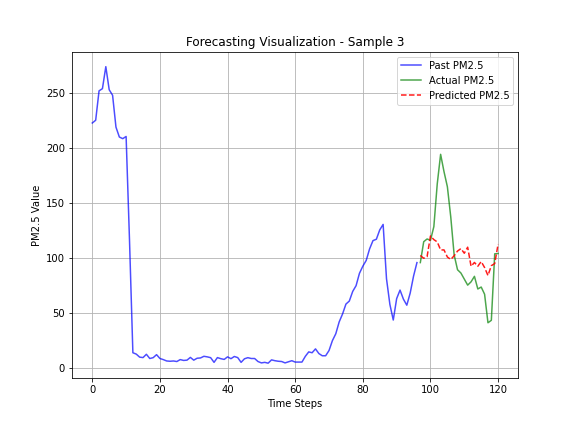 Forecasting Visualization - Sample 3
Past PM2.5
Actual PM2.5
Predicted PM2.5
PM2.5 Value
250
200
150
100
50
0
0 20 40 60 80 100 120
Time Steps